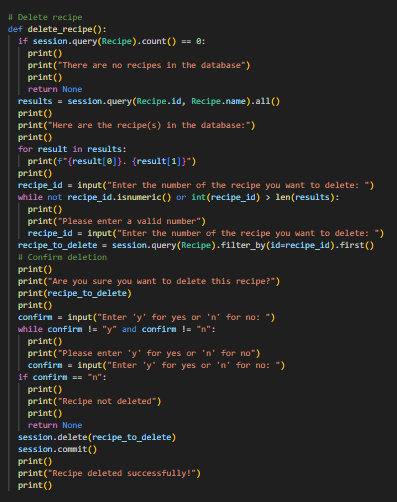 # Delete recipe
def delete_recipe():
  if session.query(Recipe).count() == 0:
    print()
    print("There are no recipes in the database")
    print()
    return None
  results = session.query(Recipe.id, Recipe.name).all()
  print()
  print("Here are the recipe(s) in the database:")
  print()
  for result in results:
    print(f"{result[0]}. {result[1]}")
  print()
  recipe_id = input("Enter the number of the recipe you want to delete: ")
  while not recipe_id.isnumeric() or int(recipe_id) > len(results):
    print()
    print("Please enter a valid number")
    recipe_id = input("Enter the number of the recipe you want to delete: ")
  recipe_to_delete = session.query(Recipe).filter_by(id=recipe_id).first()
  # Confirm deletion
  print()
  print("Are you sure you want to delete this recipe?")
  print(recipe_to_delete)
  print()
  confirm = input("Enter 'y' for yes or 'n' for no: ")
  while confirm != "y" and confirm != "n":
    print()
    print("Please enter 'y' for yes or 'n' for no")
    confirm = input("Enter 'y' for yes or 'n' for no: ")
  if confirm == "n":
    print()
    print("Recipe not deleted")
    print()
    return None
  session.delete(recipe_to_delete)
  session.commit()
  print()
  print("Recipe deleted successfully!")
  print()